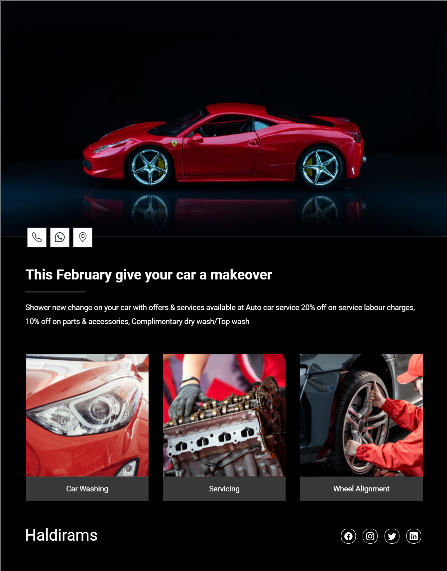 This February give your car a makeover
Shower new change on your car with offers & services available at Auto car service 20% off on service labour charges,
10% off on parts & accessories, Complimentary dry wash/Top wash
Car Washing
Servicing
Wheel Alignment
Haldirams